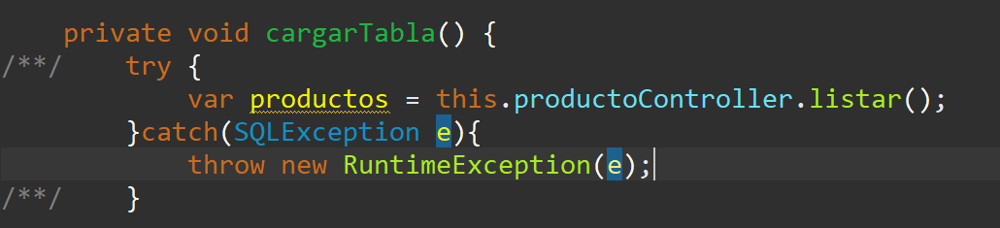 private void cargarTabla() {
/**/    try {
            var productos = this.productoController.listar();
        }catch(SQLException e){
            throw new RuntimeException(e);
/**/    }